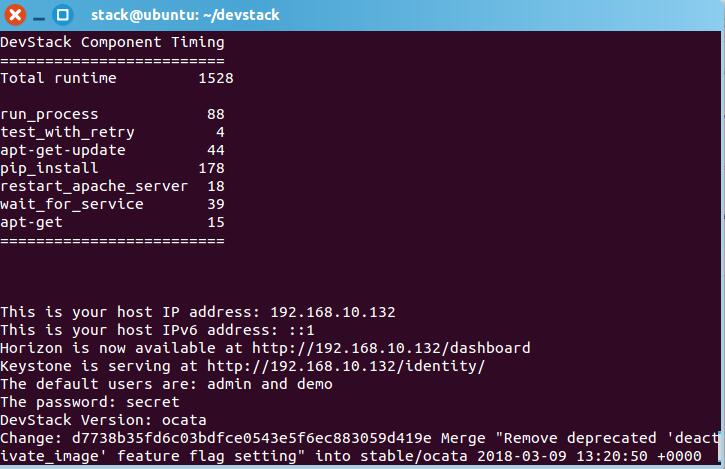 stack@ubuntu: ~/devstack
DevStack Component Timing
=========================
Total runtime         1528
run_process            88
test_with_retry         4
apt-get-update         44
pip_install           178
restart_apache_server  18
wait_for_service       39
apt-get                15
=========================
This is your host IP address: 192.168.10.132
This is your host IPv6 address: ::1
Horizon is now available at http://192.168.10.132/dashboard
Keystone is serving at http://192.168.10.132/identity/
The default users are: admin and demo
The password: secret
DevStack Version: ocata
Change: d7738b35fd6c03bdfce0543e5f6ec883059d419e Merge "Remove deprecated 'deact
ivate_image' feature flag setting" into stable/ocata 2018-03-09 13:20:50 +0000